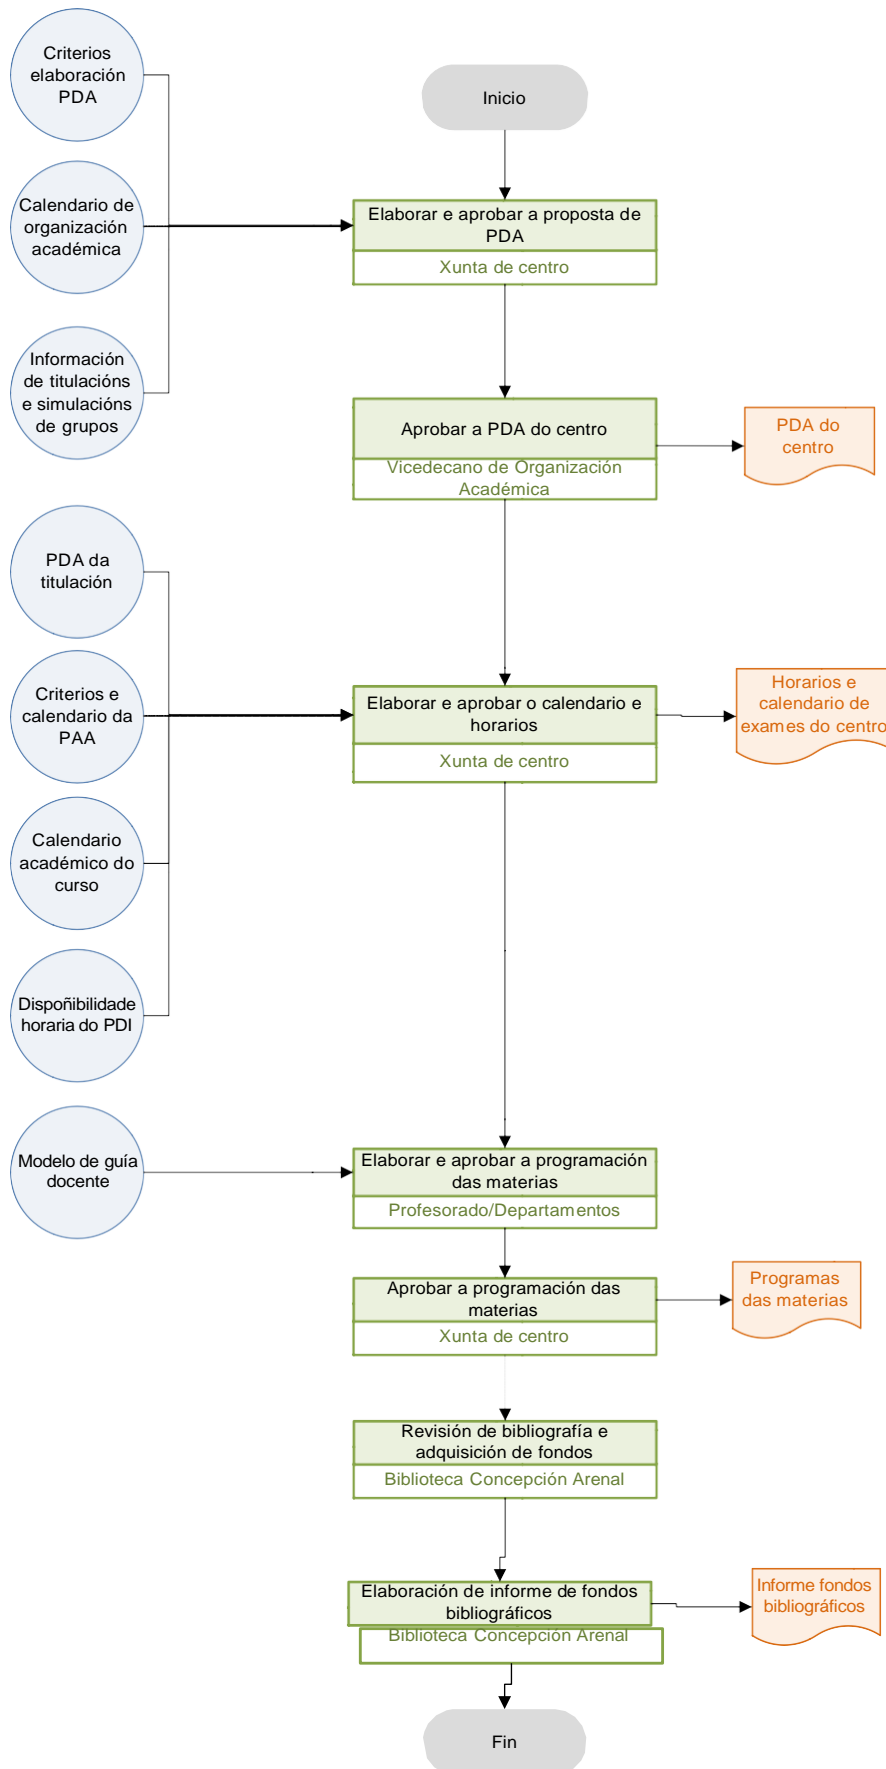 Criterios
elaboración
PDA
Inicio
Calendario de
organización
académica
Elaborar e aprobar a proposta de
PDA
Xunta de centro
Información
de titulacións
e simulacións
de grupos
Aprobar a PDA do centro
Vicedecano de Organización
Académica
PDA do
centro
PDA da
titulación
Criterios e
calendario da
PAA
Elaborar e aprobar o calendario e
horarios
Xunta de centro
Horarios e
calendario de
exames do centro
Calendario
académico do
curso
Dispoñibilidade
horaria do PDI
Modelo de guía
docente
Elaborar e aprobar a programación
das materias
Profesorado/Departamentos
Aprobar a programación das
materias
Xunta de centro
Programas
das materias
Revisión de bibliografía e
adquisición de fondos
Biblioteca Concepción Arenal
Elaboración de informe de fondos
bibliográficos
Biblioteca Concepción Arenal
Informe fondos
bibliográficos
Fin